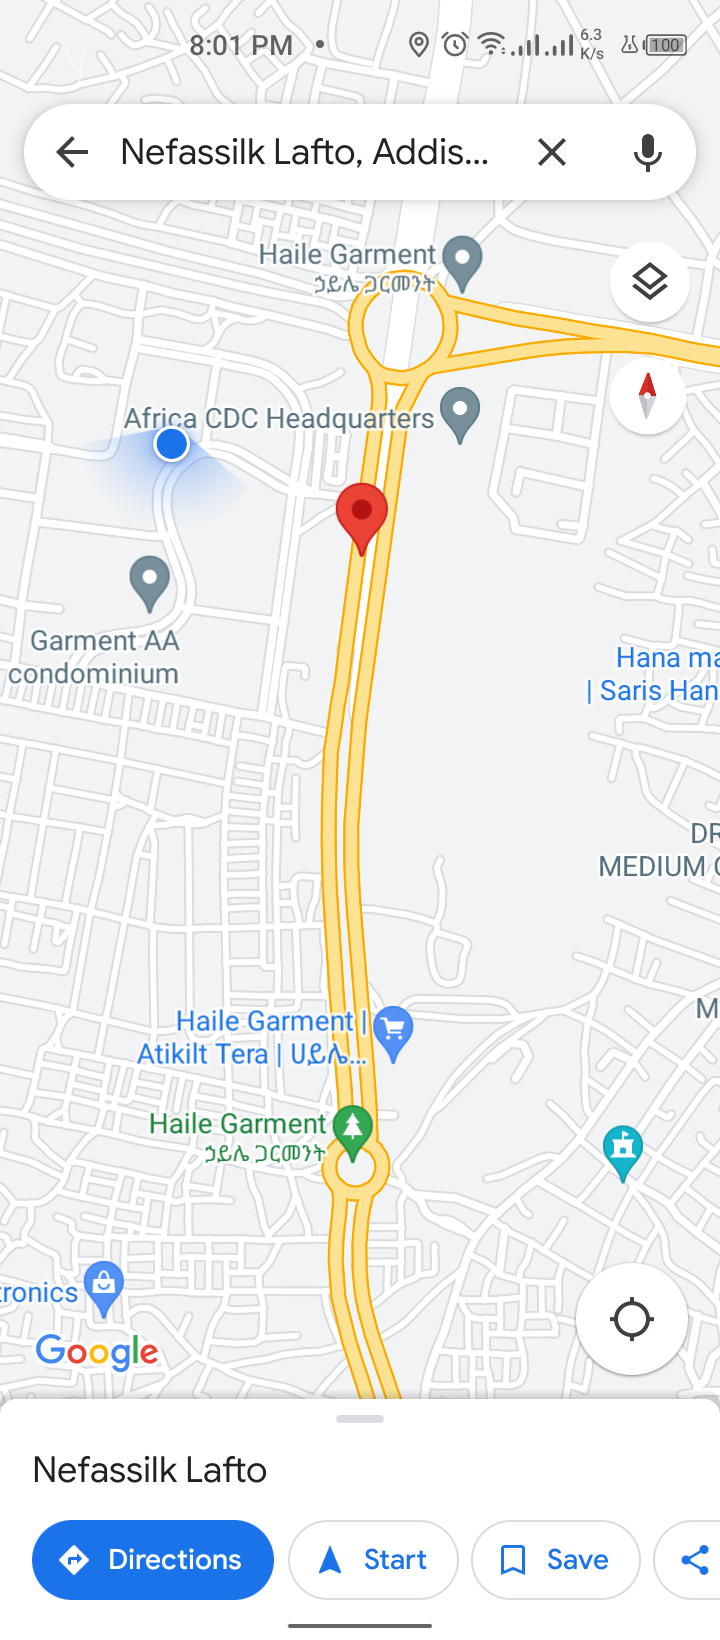 8:01 PM
6.3
K/s
100
Nefassilk Lafto, Addis...
Haile Garment
ኃይሌ ጋርመንት
Africa CDC Headquarters
Garment AA
condominium
Hana ma
| Saris Han
DR
MEDIUM
M
Haile Garment |
Atikilt Tera | ሀይሌ...
Haile Garment
ኃይሌ ጋርመንት
tronics
Google
Nefassilk Lafto
Directions
Start
Save